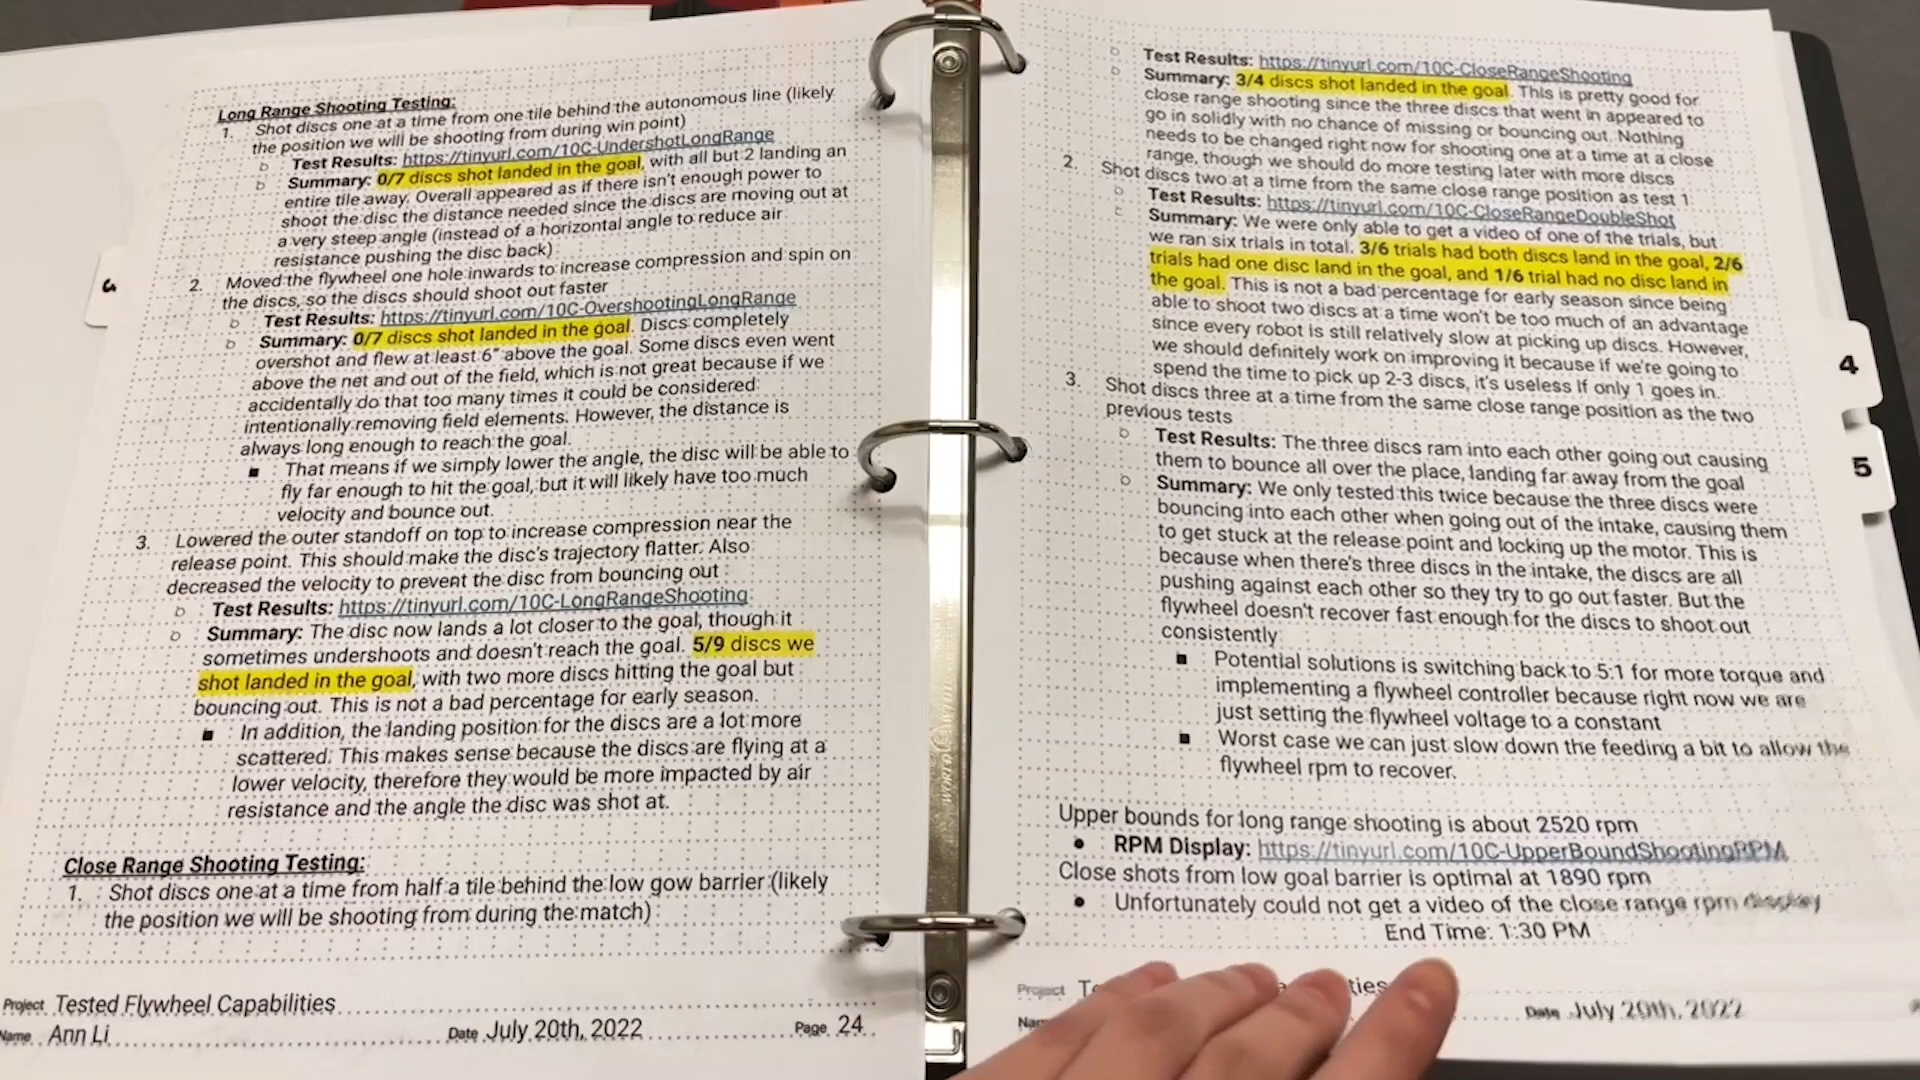 Long Range Shooting Testing:
1. Shot discs one at a time from one tile behind the autonomous line (likely
the position we will be shooting from during win point)
Test Results: https://tinyurl.com/10C-UndershotLongRange
Summary: 0/7 discs shot landed in the goal, with all but 2 landing an
entire tile away. Overall appeared as if there isn't enough power to
shoot the disc the distance needed since the discs are moving out at
a very steep angle (instead of a horizontal angle to reduce air
resistance pushing the disc back)
2. Moved the flywheel one hole inwards to increase compression and spin on
the discs, so the discs should shoot out faster
Test Results: https://tinyurl.com/10C-OvershootingLongRange
Summary: 0/7 discs shot landed in the goal. Discs completely
overshot and flew at least 6" above the goal. Some discs even went
above the net and out of the field, which is not great because if we
accidentally do that too many times it could be considered
intentionally removing field elements. However, the distance is
always long enough to reach the goal.
■ That means if we simply lower the angle, the disc will be able to
fly far enough to hit the goal, but it will likely have too much
velocity and bounce out.
3. Lowered the outer standoff on top to increase compression near the
release point. This should make the disc's trajectory flatter. Also
decreased the velocity to prevent the disc from bouncing out
Test Results: https://tinyurl.com/10C-LongRangeShooting
Summary: The disc now lands a lot closer to the goal, though it
sometimes undershoots and doesn't reach the goal. 5/9 discs we
shot landed in the goal, with two more discs hitting the goal but
bouncing out. This is not a bad percentage for early season.
■ In addition, the landing position for the discs are a lot more
scattered. This makes sense because the discs are flying at a
lower velocity, therefore they would be more impacted by air
resistance and the angle the disc was shot at.
Close Range Shooting Testing:
1. Shot discs one at a time from half a tile behind the low gow barrier (likely
the position we will be shooting from during the match)
Project Tested Flywheel Capabilities
Name Ann Li Date July 20th, 2022 Page 24
Test Results: https://tinyurl.com/10C-CloseRangeShooting
Summary: 3/4 discs shot landed in the goal. This is pretty good for
close range shooting since the three discs that went in appeared to
go in solidly with no chance of missing or bouncing out. Nothing
needs to be changed right now for shooting one at a time at a close
range, though we should do more testing later with more discs
2. Shot discs two at a time from the same close range position as test 1
Test Results: https://tinyurl.com/10C-CloseRangeDoubleShot
Summary: We were only able to get a video of one of the trials, but
we ran six trials in total. 3/6 trials had both discs land in the goal, 2/6
trials had one disc land in the goal, and 1/6 trial had no disc land in
the goal. This is not a bad percentage for early season since being
able to shoot two discs at a time won't be too much of an advantage
since every robot is still relatively slow at picking up discs. However,
we should definitely work on improving it because if we're going to
spend the time to pick up 2-3 discs, it's useless if only 1 goes in.
3. Shot discs three at a time from the same close range position as the two
previous tests
Test Results: The three discs ram into each other going out causing
them to bounce all over the place, landing far away from the goal
Summary: We only tested this twice because the three discs were
bouncing into each other when going out of the intake, causing them
to get stuck at the release point and locking up the motor. This is
because when there's three discs in the intake, the discs are all
pushing against each other so they try to go out faster. But the
flywheel doesn't recover fast enough for the discs to shoot out
consistently
■ Potential solutions is switching back to 5:1 for more torque and
implementing a flywheel controller because right now we are
just setting the flywheel voltage to a constant
■ Worst case we can just slow down the feeding a bit to allow the
flywheel rpm to recover.
Upper bounds for long range shooting is about 2520 rpm
• RPM Display: https://tinyurl.com/10C-UpperBoundShootingRPM
Close shots from low goal barrier is optimal at 1890 rpm
• Unfortunately could not get a video of the close range rpm display
End Time: 1:30 PM
Project
Date July 20th, 2022
4
5